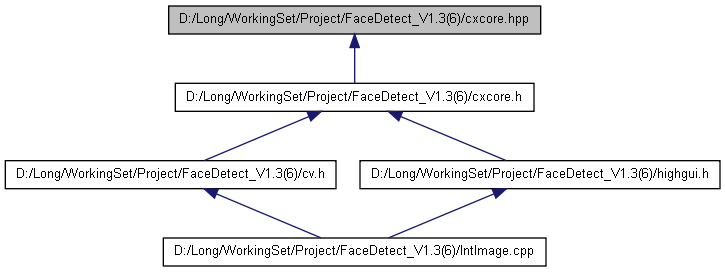 D:/Long/WorkingSet/Project/FaceDetect_V1.3(6)/cxcore.hpp
D:/Long/WorkingSet/Project/FaceDetect_V1.3(6)/cxcore.h
D:/Long/WorkingSet/Project/FaceDetect_V1.3(6)/cv.h
D:/Long/WorkingSet/Project/FaceDetect_V1.3(6)/highgui.h
D:/Long/WorkingSet/Project/FaceDetect_V1.3(6)/IntImage.cpp